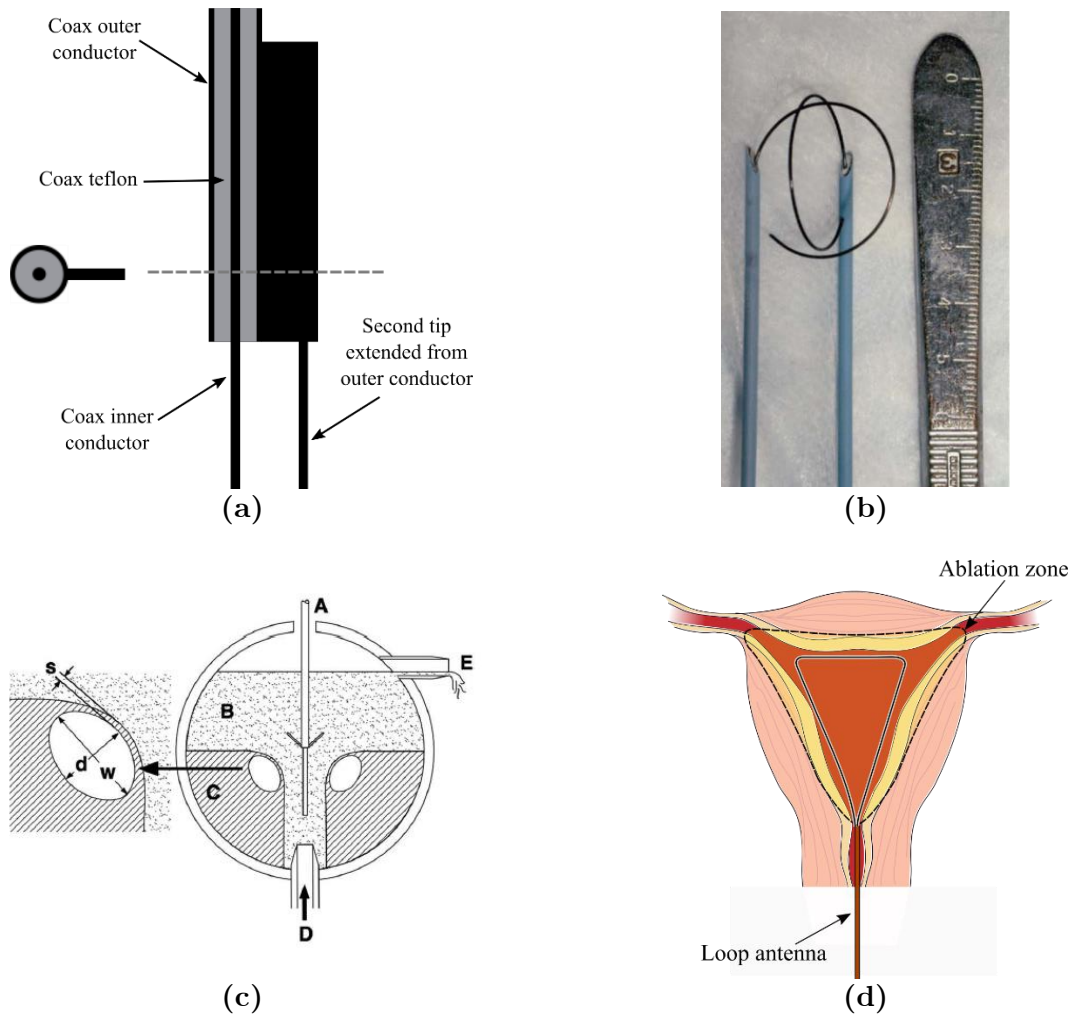 Coax outer
conductor
Coax teflon
Second tip
extended from
outer conductor
Coax inner
conductor
(a)
0
1
2
3
4
5
(b)
A
E
S
B
d
w
C
D
(c)
Ablation zone
Loop antenna
(d)